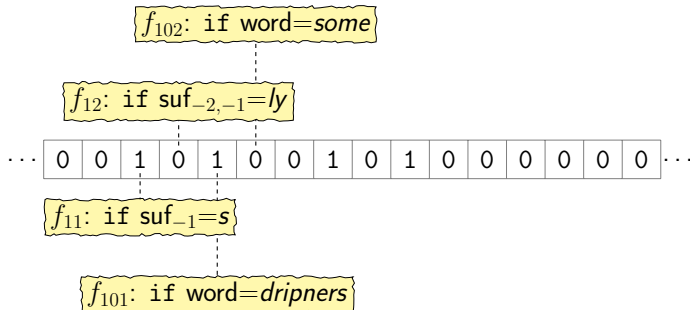 f₁₀₂: if word=some
f₁₂: if suf₋₂,₋₁=ly
··· 0 0 1 0 1 0 0 1 0 1 0 0 0 0 0 0 ···
f₁₁: if suf₋₁=s
f₁₀₁: if word=dripners